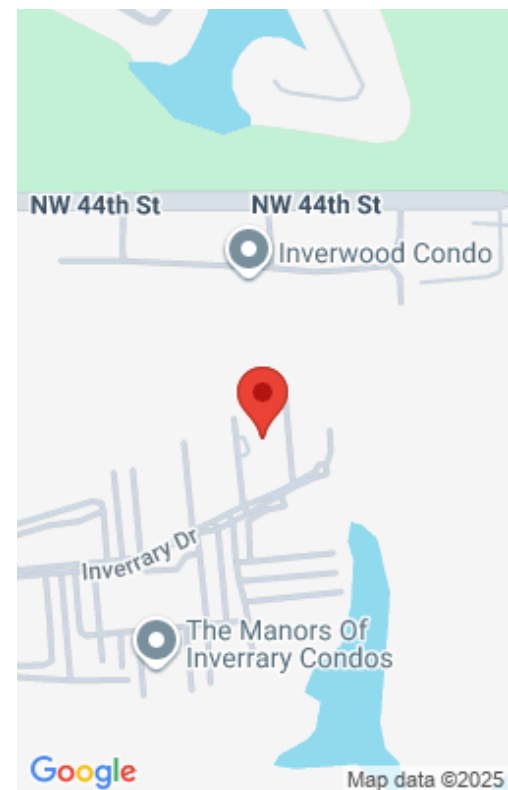 NW 44th St
NW 44th St
Inverwood Condo
Inverrary Dr
The Manors Of
Inverrary Condos
Google
Map data ©2025